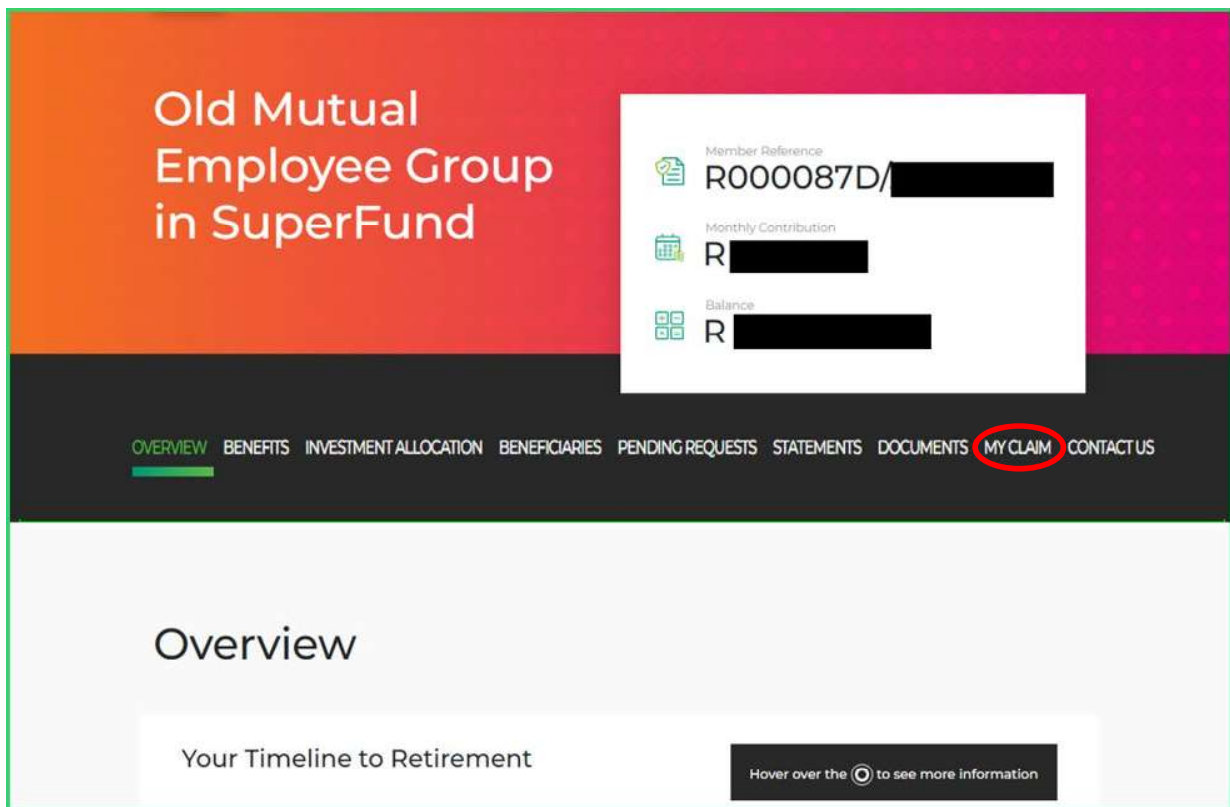 Old Mutual
Employee Group
in SuperFund
Member Reference
R000087D/
Monthly Contribution
R
Balance
R
OVERVIEW BENEFITS INVESTMENT ALLOCATION BENEFICIARIES PENDING REQUESTS STATEMENTS DOCUMENTS MY CLAIM CONTACT US
Overview
Your Timeline to Retirement
Hover over the to see more information